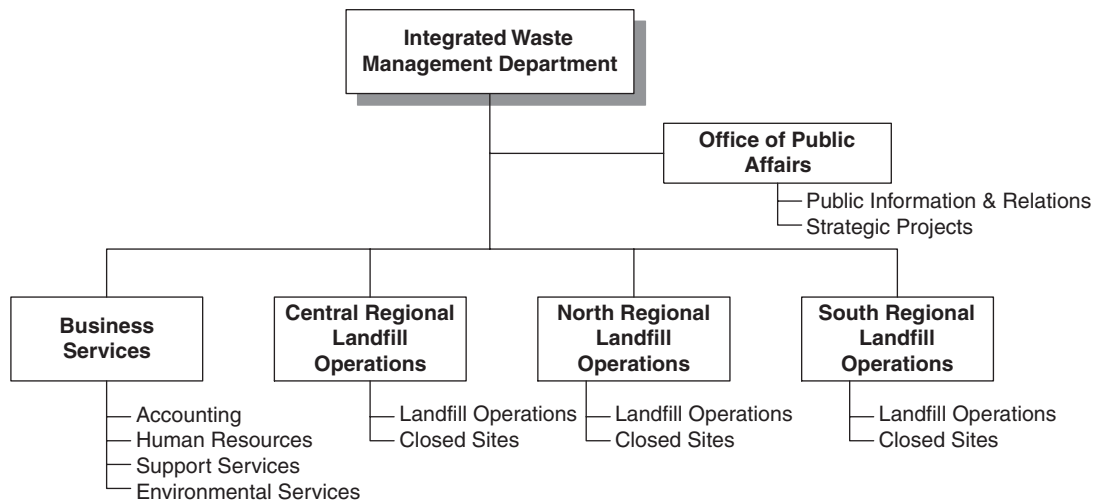 Integrated Waste
Management Department
Office of Public
Affairs
Public Information & Relations
Strategic Projects
Business
Services
Accounting
Human Resources
Support Services
Environmental Services
Central Regional
Landfill
Operations
Landfill Operations
Closed Sites
North Regional
Landfill
Operations
Landfill Operations
Closed Sites
South Regional
Landfill
Operations
Landfill Operations
Closed Sites